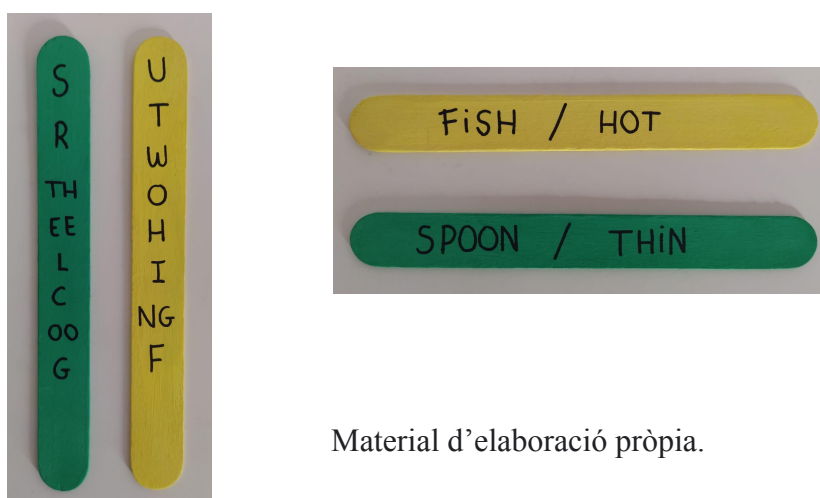 S
R
TH
EE
L
C
OO
G
U
T
W
O
H
I
NG
F
FiSH / HOT
SPOON / THiN
Material d'elaboració pròpia.